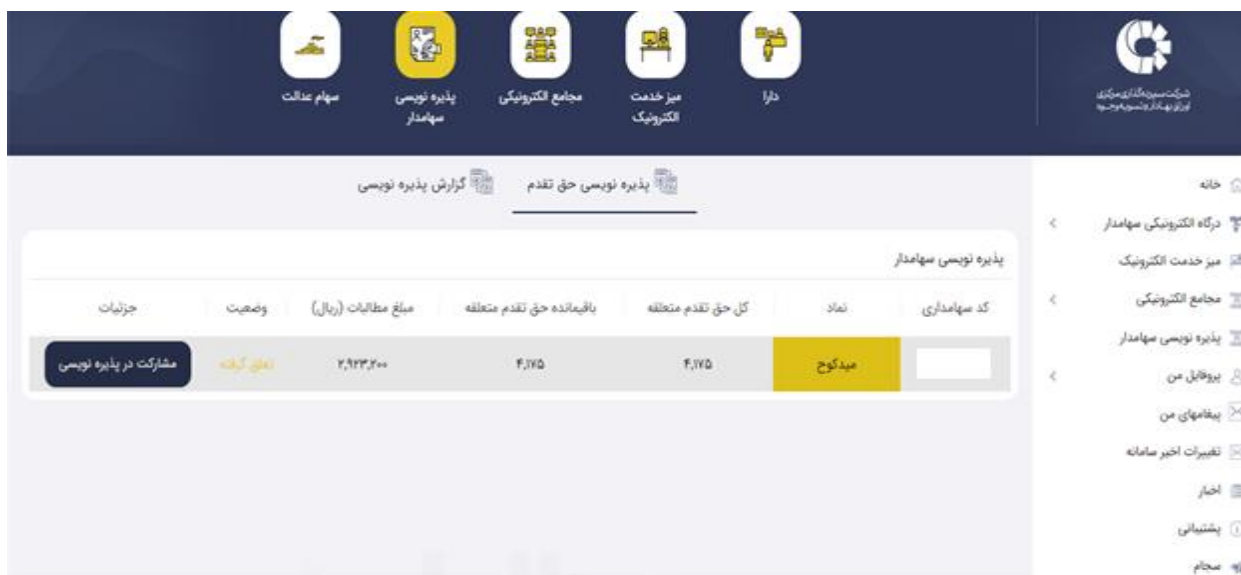 شرکت سپرده‌گذاری مرکزی
اوراق بهادار و تسویه وجوه
دارا
میز خدمت
الکترونیک
مجامع الکترونیکی
پذیره نویسی
سهامدار
سهام عدالت
خانه
درگاه الکترونیکی سهامدار
میز خدمت الکترونیک
مجامع الکترونیکی
پذیره نویسی سهامدار
پروفایل من
پیغامهای من
تغییرات اخیر سامانه
اخبار
پشتیبانی
سجام
پذیره نویسی حق تقدم
گزارش پذیره نویسی
پذیره نویسی سهامدار
کد سهامداری نماد کل حق تقدم متعلقه باقیمانده حق تقدم متعلقه مبلغ مطالبات (ریال) وضعیت جزئیات
میدکوح ۴,۱۷۵ ۴,۱۷۵ ۲,۹۲۳,۲۰۰ تعلق گرفته مشارکت در پذیره نویسی